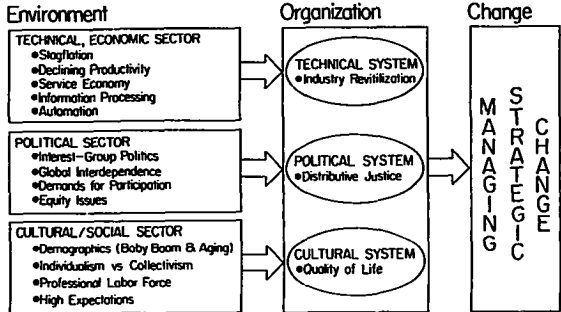 Environment
TECHNICAL, ECONOMIC SECTOR
•Stagflation
•Declining Productivity
•Service Economy
•Information Processing
•Automation
POLITICAL SECTOR
•Interest-Group Politics
•Global Interdependence
•Demands for Participation
•Equity Issues
CULTURAL/SOCIAL SECTOR
•Demographics (Baby Boom & Aging)
•Individualism vs Collectivism
•Professional Labor Force
•High Expectations
Organization
TECHNICAL SYSTEM
•Industry Revitilization
POLITICAL SYSTEM
•Distributive Justice
CULTURAL SYSTEM
•Quality of Life
Change
MANAGING
STRATEGIC
CHANGE